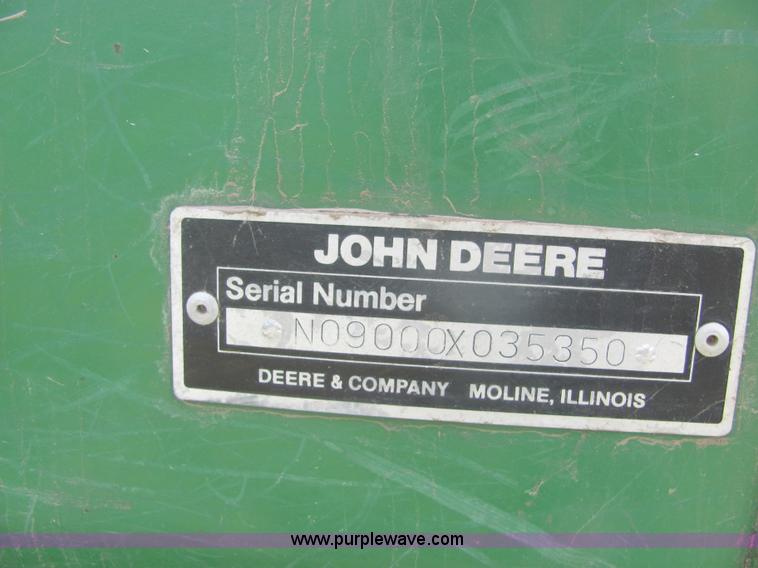 JOHN DEERE
Serial Number
*N09000X035350*
DEERE & COMPANY MOLINE, ILLINOIS
www.purplewave.com